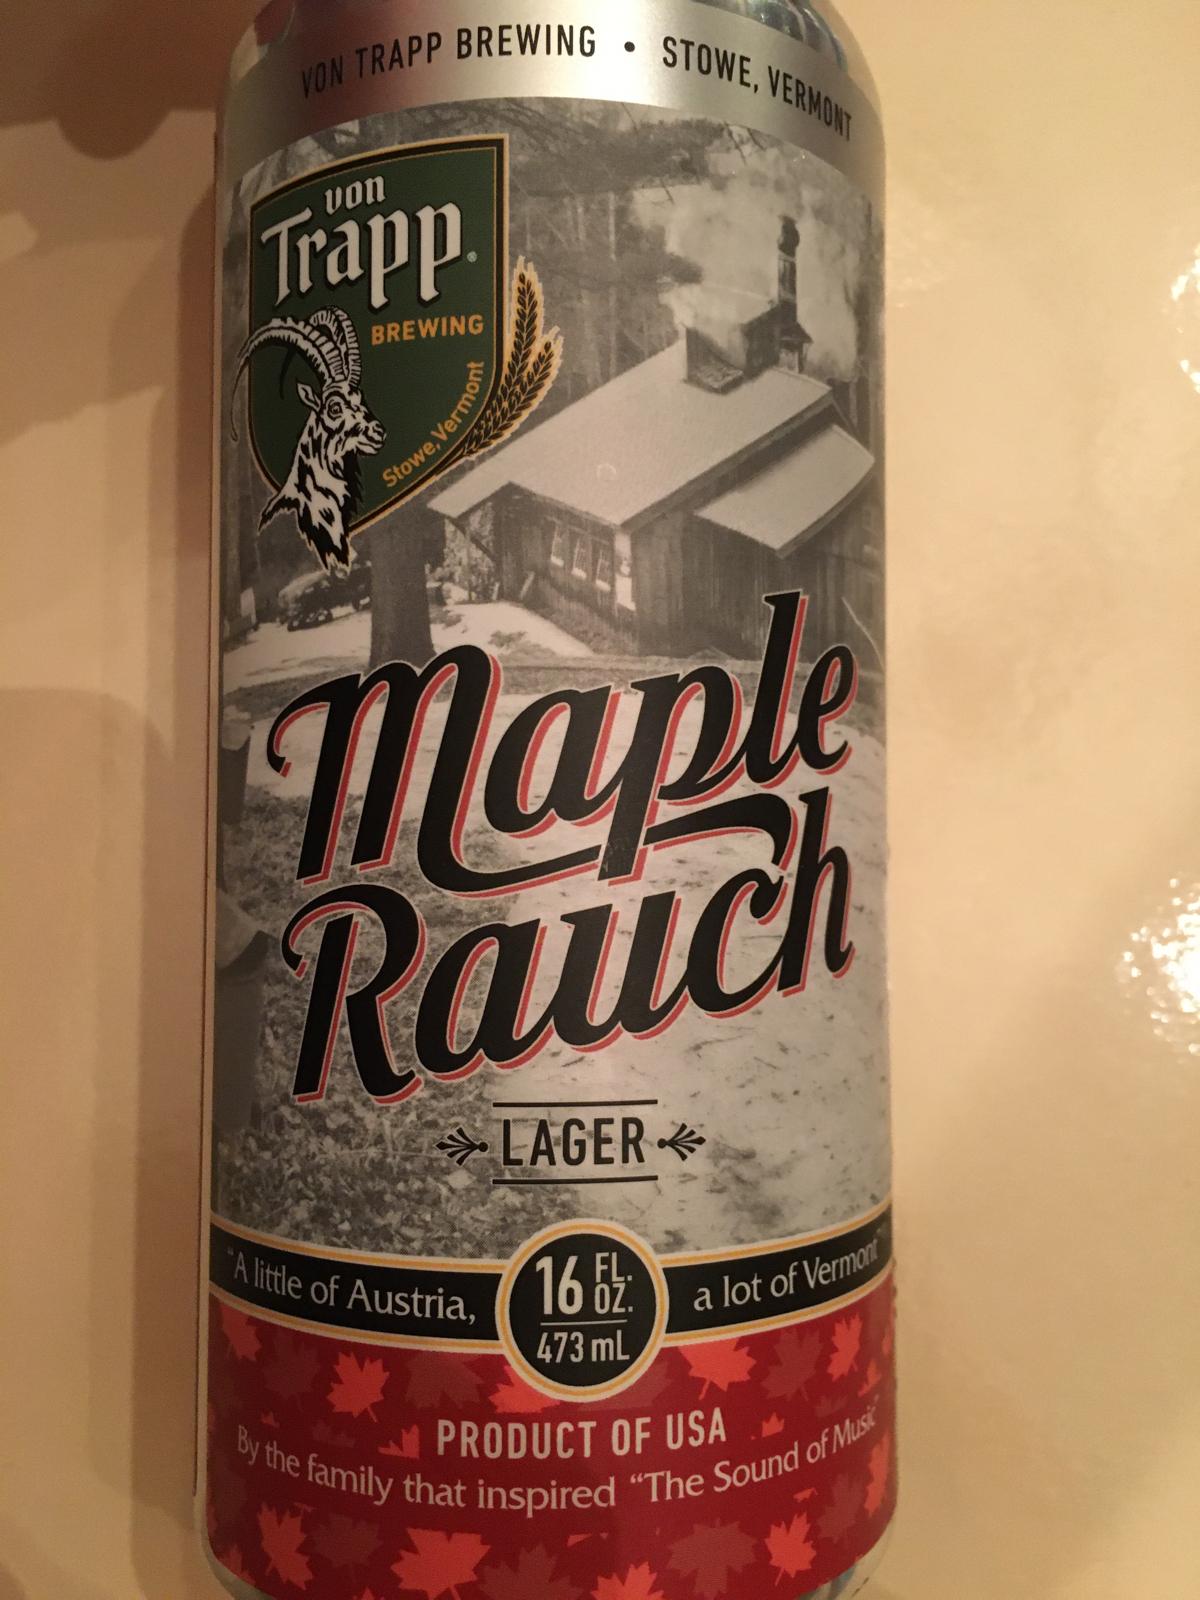 VON TRAPP BREWING • STOWE, VERMONT
von
Trapp®
BREWING
Stowe, Vermont
Maple
Rauch
LAGER
"A little of Austria, a lot of Vermont"
16 FL. OZ.
473 mL
PRODUCT OF USA
By the family that inspired "The Sound of Music"